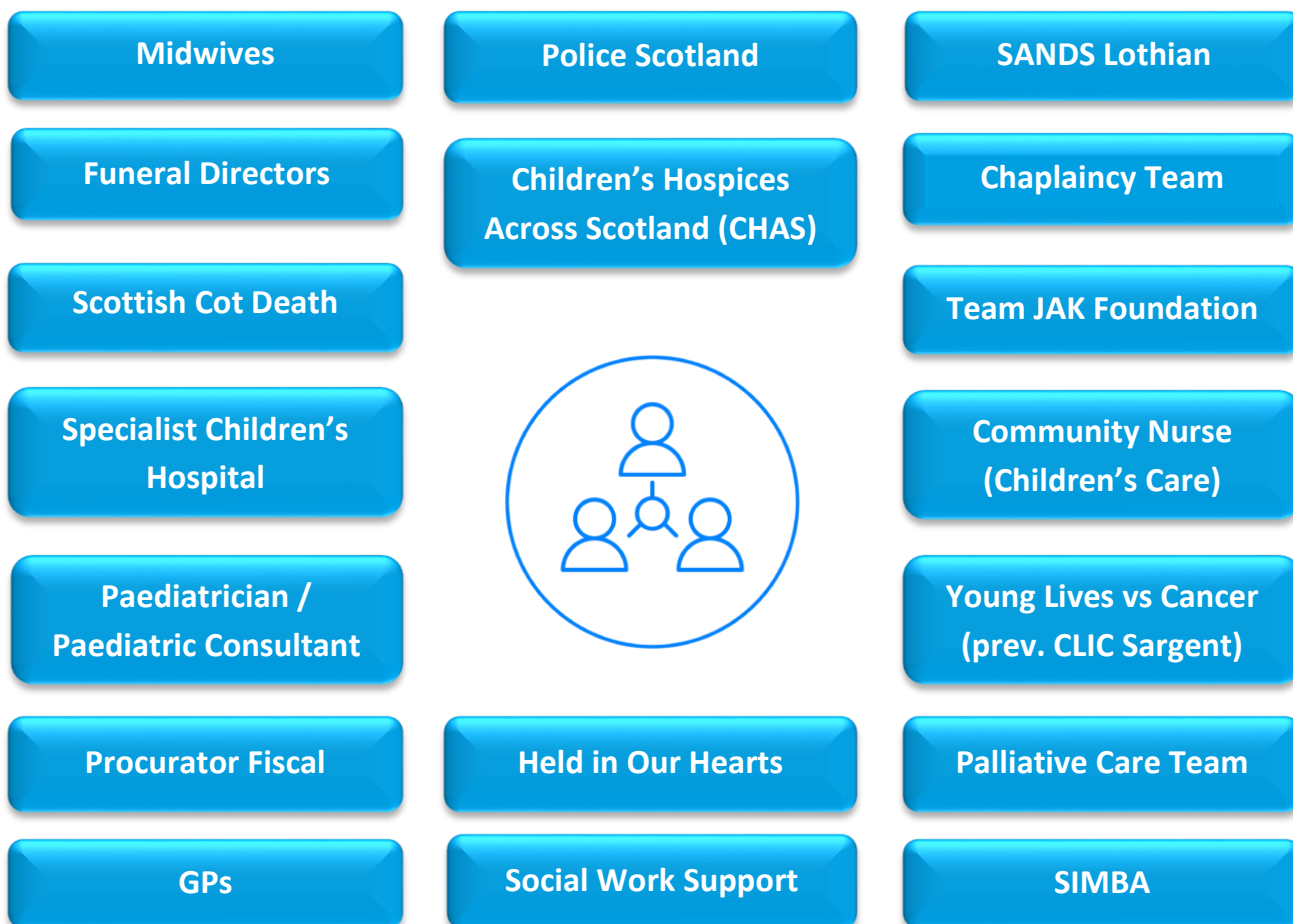 Midwives
Police Scotland
SANDS Lothian
Funeral Directors
Children’s Hospices
Across Scotland (CHAS)
Chaplaincy Team
Scottish Cot Death
Team JAK Foundation
Specialist Children’s
Hospital
Community Nurse
(Children’s Care)
Paediatrician /
Paediatric Consultant
Young Lives vs Cancer
(prev. CLIC Sargent)
Procurator Fiscal
Held in Our Hearts
Palliative Care Team
GPs
Social Work Support
SIMBA